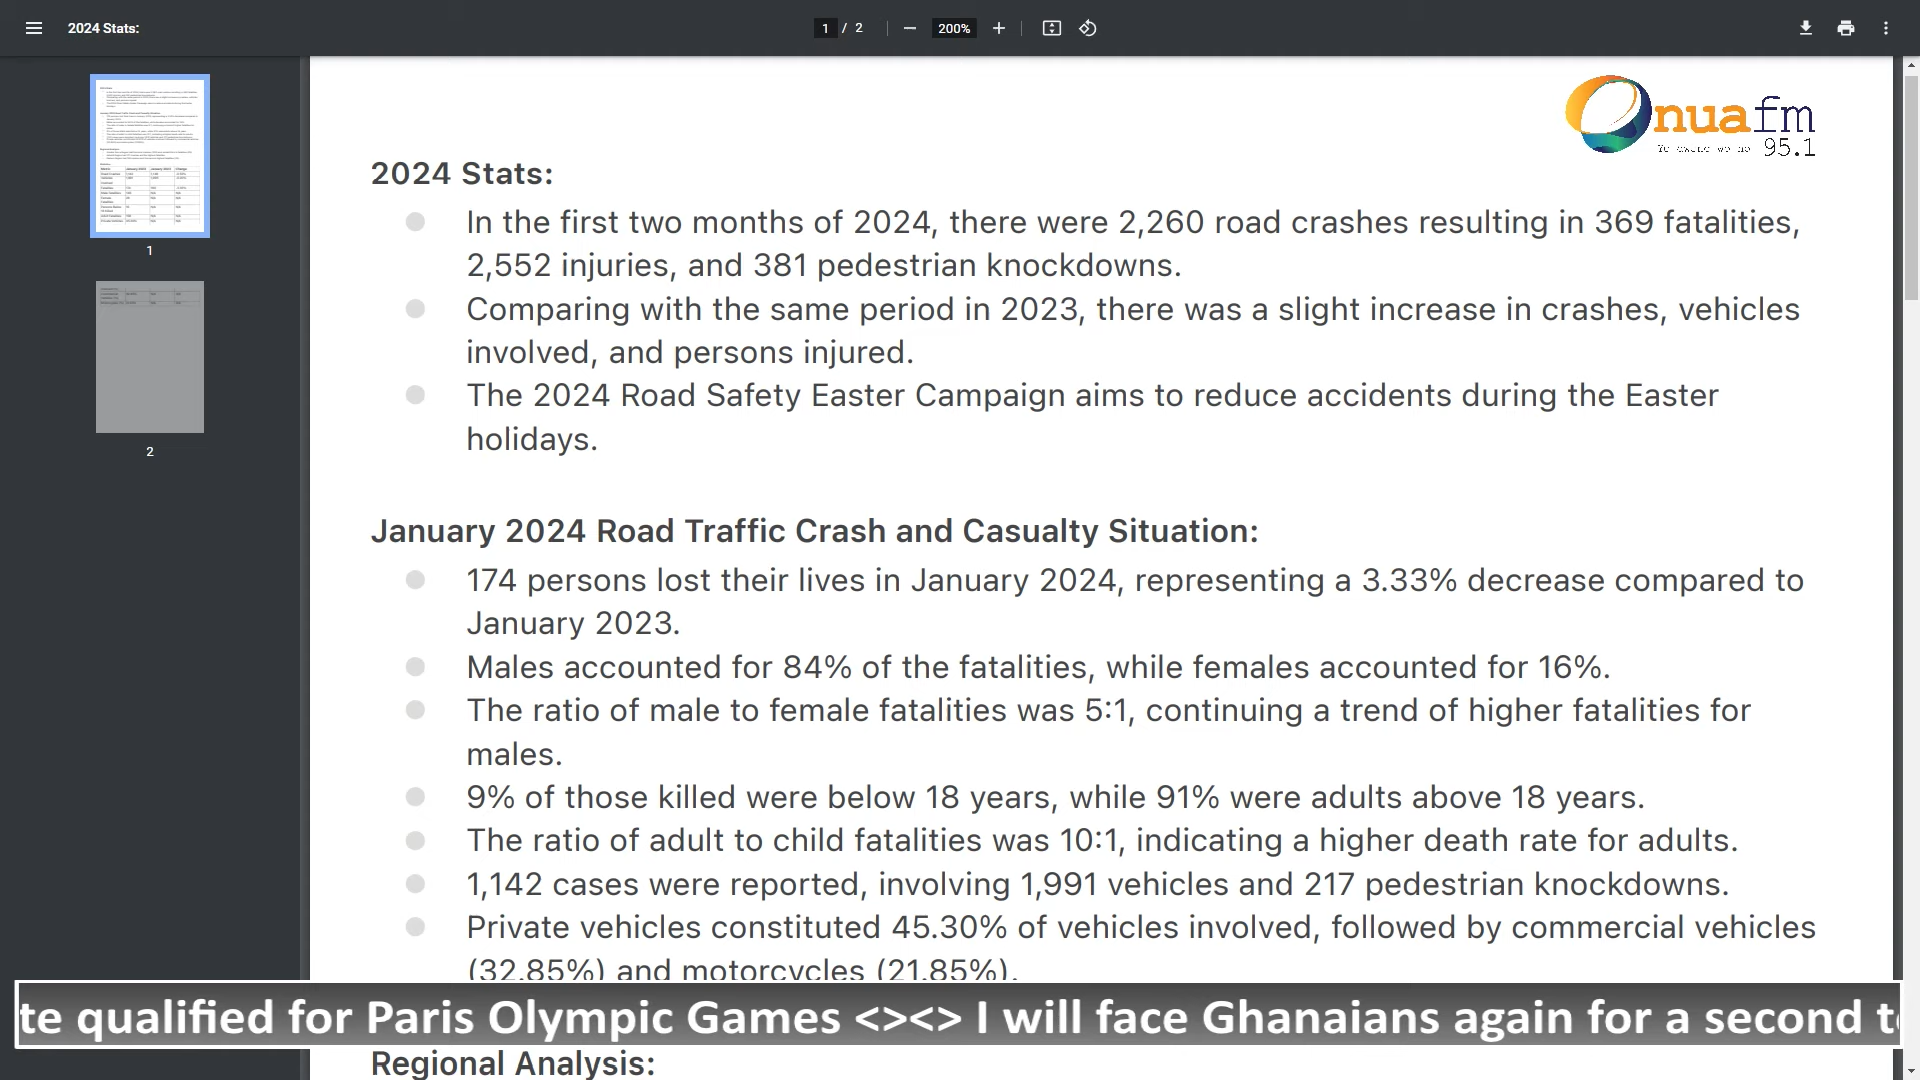 2024 Stats:
1 / 2
200%
1
2
nuafm
95.1
2024 Stats:
In the first two months of 2024, there were 2,260 road crashes resulting in 369 fatalities,
2,552 injuries, and 381 pedestrian knockdowns.
Comparing with the same period in 2023, there was a slight increase in crashes, vehicles
involved, and persons injured.
The 2024 Road Safety Easter Campaign aims to reduce accidents during the Easter
holidays.
January 2024 Road Traffic Crash and Casualty Situation:
174 persons lost their lives in January 2024, representing a 3.33% decrease compared to
January 2023.
Males accounted for 84% of the fatalities, while females accounted for 16%.
The ratio of male to female fatalities was 5:1, continuing a trend of higher fatalities for
males.
9% of those killed were below 18 years, while 91% were adults above 18 years.
The ratio of adult to child fatalities was 10:1, indicating a higher death rate for adults.
1,142 cases were reported, involving 1,991 vehicles and 217 pedestrian knockdowns.
Private vehicles constituted 45.30% of vehicles involved, followed by commercial vehicles
(32.85%) and motorcycles (21.85%).
te qualified for Paris Olympic Games <><> I will face Ghanaians again for a second t
Regional Analysis: